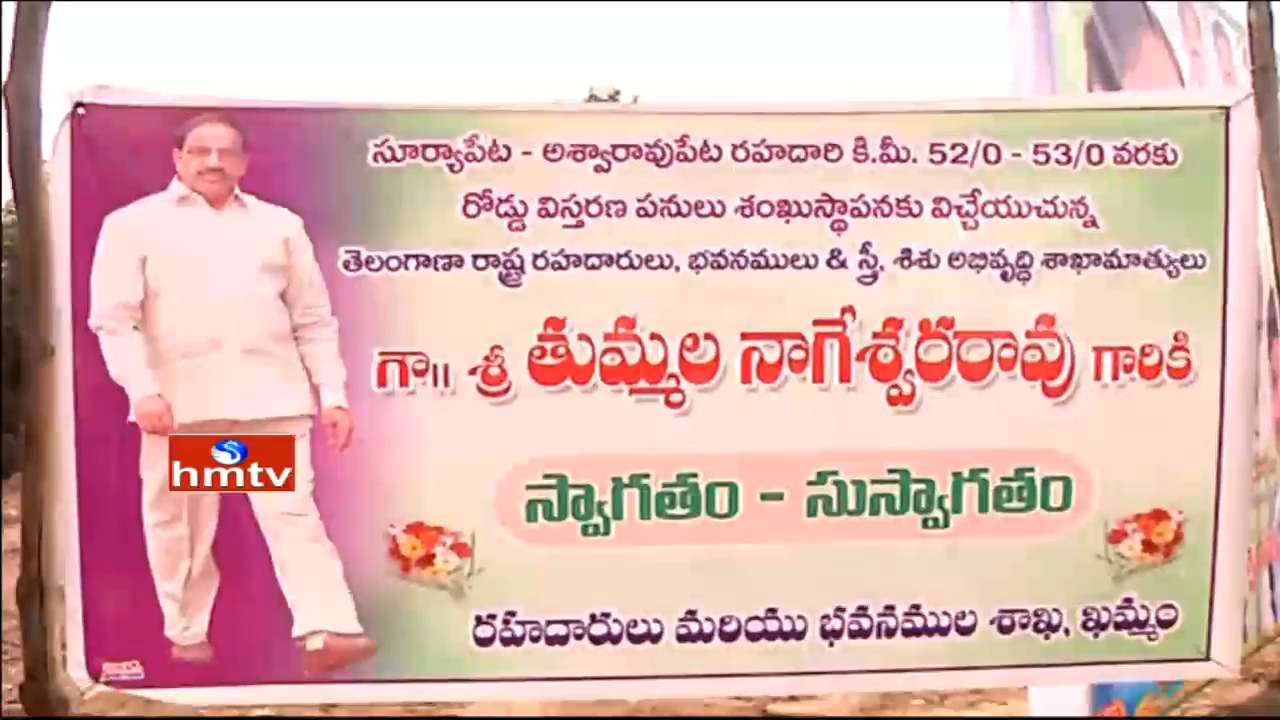 సూర్యాపేట - అశ్వారావుపేట రహదారి కి.మీ. 52/0 - 53/0 వరకు
రోడ్డు విస్తరణ పనులు శంఖుస్థాపనకు విచ్చేయుచున్న
తెలంగాణా రాష్ట్ర రహదారులు, భవనములు & స్త్రీ, శిశు అభివృద్ధి శాఖామాత్యులు
గౌ॥ శ్రీ తుమ్మల నాగేశ్వరరావు గారికి
hmtv
స్వాగతం - సుస్వాగతం
రహదారులు మరియు భవనముల శాఖ, ఖమ్మం